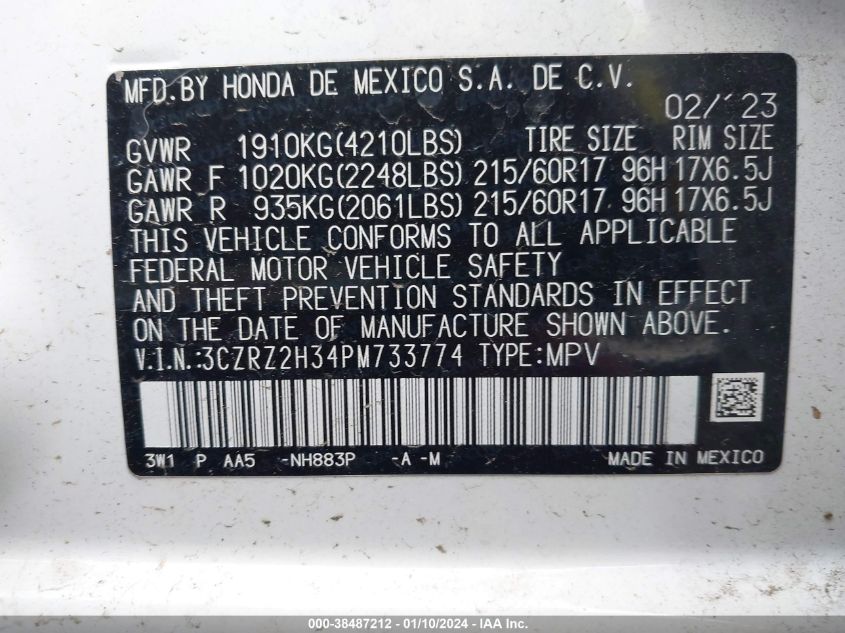 MFD.BY HONDA DE MEXICO S.A. DE C.V.
02/'23
GVWR 1910KG(4210LBS) TIRE SIZE RIM SIZE
GAWR F 1020KG(2248LBS) 215/60R17 96H 17X6.5J
GAWR R 935KG(2061LBS) 215/60R17 96H 17X6.5J
THIS VEHICLE CONFORMS TO ALL APPLICABLE
FEDERAL MOTOR VEHICLE SAFETY
AND THEFT PREVENTION STANDARDS IN EFFECT
ON THE DATE OF MANUFACTURE SHOWN ABOVE.
V.I.N.:3CZRZ2H34PM733774 TYPE:MPV
3W1 P AA5 -NH883P -A -M MADE IN MEXICO
000-38487212 - 01/10/2024 - IAA Inc.